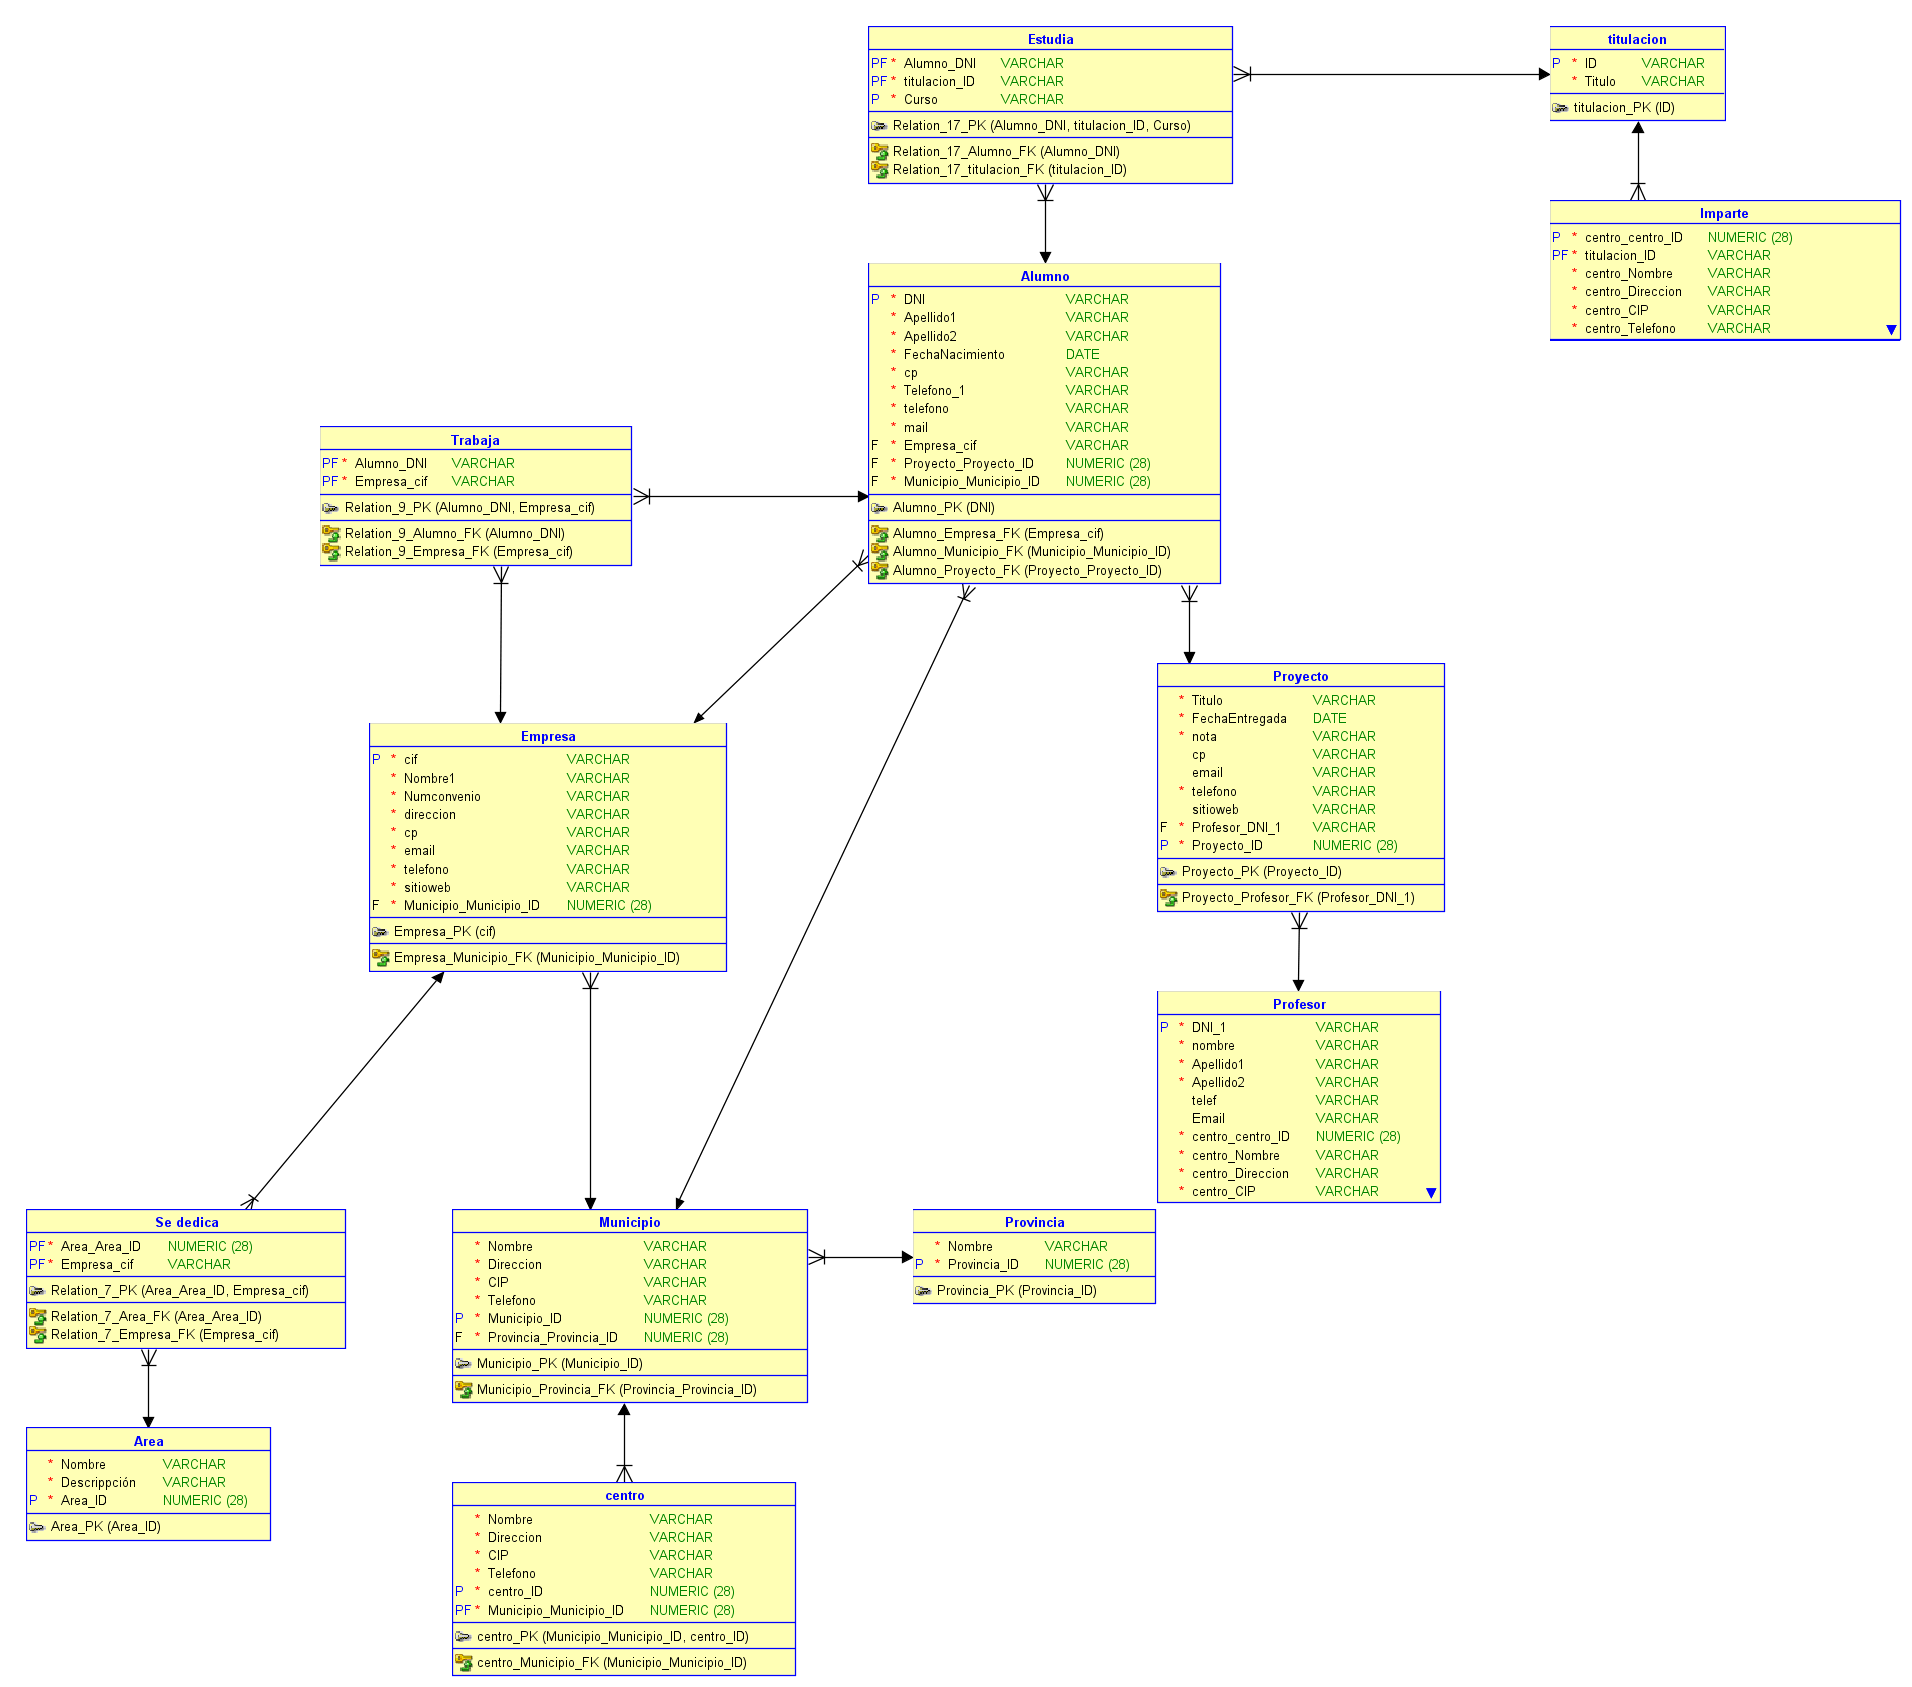 Estudia
PF * Alumno_DNI VARCHAR
PF * titulacion_ID VARCHAR
P * Curso VARCHAR
Relation_17_PK (Alumno_DNI, titulacion_ID, Curso)
Relation_17_Alumno_FK (Alumno_DNI)
Relation_17_titulacion_FK (titulacion_ID)
titulacion
P * ID VARCHAR
* Titulo VARCHAR
titulacion_PK (ID)
Imparte
P * centro_centro_ID NUMERIC (28)
PF * titulacion_ID VARCHAR
* centro_Nombre VARCHAR
* centro_Direccion VARCHAR
* centro_CIP VARCHAR
* centro_Telefono VARCHAR
Alumno
P * DNI VARCHAR
* Apellido1 VARCHAR
* Apellido2 VARCHAR
* FechaNacimiento DATE
* cp VARCHAR
* Telefono_1 VARCHAR
* telefono VARCHAR
* mail VARCHAR
F * Empresa_cif VARCHAR
F * Proyecto_Proyecto_ID NUMERIC (28)
F * Municipio_Municipio_ID NUMERIC (28)
Alumno_PK (DNI)
Alumno_Empresa_FK (Empresa_cif)
Alumno_Municipio_FK (Municipio_Municipio_ID)
Alumno_Proyecto_FK (Proyecto_Proyecto_ID)
Trabaja
PF * Alumno_DNI VARCHAR
PF * Empresa_cif VARCHAR
Relation_9_PK (Alumno_DNI, Empresa_cif)
Relation_9_Alumno_FK (Alumno_DNI)
Relation_9_Empresa_FK (Empresa_cif)
Proyecto
* Titulo VARCHAR
* FechaEntregada DATE
* nota VARCHAR
cp VARCHAR
email VARCHAR
* telefono VARCHAR
sitioweb VARCHAR
F * Profesor_DNI_1 VARCHAR
P * Proyecto_ID NUMERIC (28)
Proyecto_PK (Proyecto_ID)
Proyecto_Profesor_FK (Profesor_DNI_1)
Empresa
P * cif VARCHAR
* Nombre1 VARCHAR
* Numconvenio VARCHAR
* direccion VARCHAR
* cp VARCHAR
* email VARCHAR
* telefono VARCHAR
* sitioweb VARCHAR
F * Municipio_Municipio_ID NUMERIC (28)
Empresa_PK (cif)
Empresa_Municipio_FK (Municipio_Municipio_ID)
Profesor
P * DNI_1 VARCHAR
* nombre VARCHAR
* Apellido1 VARCHAR
* Apellido2 VARCHAR
telef VARCHAR
Email VARCHAR
* centro_centro_ID NUMERIC (28)
* centro_Nombre VARCHAR
* centro_Direccion VARCHAR
* centro_CIP VARCHAR
Se dedica
PF * Area_Area_ID NUMERIC (28)
PF * Empresa_cif VARCHAR
Relation_7_PK (Area_Area_ID, Empresa_cif)
Relation_7_Area_FK (Area_Area_ID)
Relation_7_Empresa_FK (Empresa_cif)
Municipio
* Nombre VARCHAR
* Direccion VARCHAR
* CIP VARCHAR
* Telefono VARCHAR
P * Municipio_ID NUMERIC (28)
F * Provincia_Provincia_ID NUMERIC (28)
Municipio_PK (Municipio_ID)
Municipio_Provincia_FK (Provincia_Provincia_ID)
Provincia
* Nombre VARCHAR
P * Provincia_ID NUMERIC (28)
Provincia_PK (Provincia_ID)
Area
* Nombre VARCHAR
* Descrippción VARCHAR
P * Area_ID NUMERIC (28)
Area_PK (Area_ID)
centro
* Nombre VARCHAR
* Direccion VARCHAR
* CIP VARCHAR
* Telefono VARCHAR
P * centro_ID NUMERIC (28)
PF * Municipio_Municipio_ID NUMERIC (28)
centro_PK (Municipio_Municipio_ID, centro_ID)
centro_Municipio_FK (Municipio_Municipio_ID)